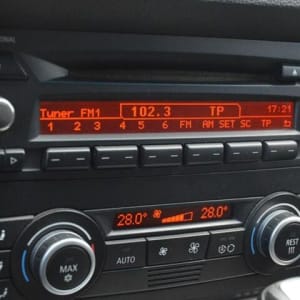 Tuner FM1 102.3 TP 17:21
1 2 3 4 5 6 FM AM SET SC TP
28.0° 28.0°
MAX AUTO REST